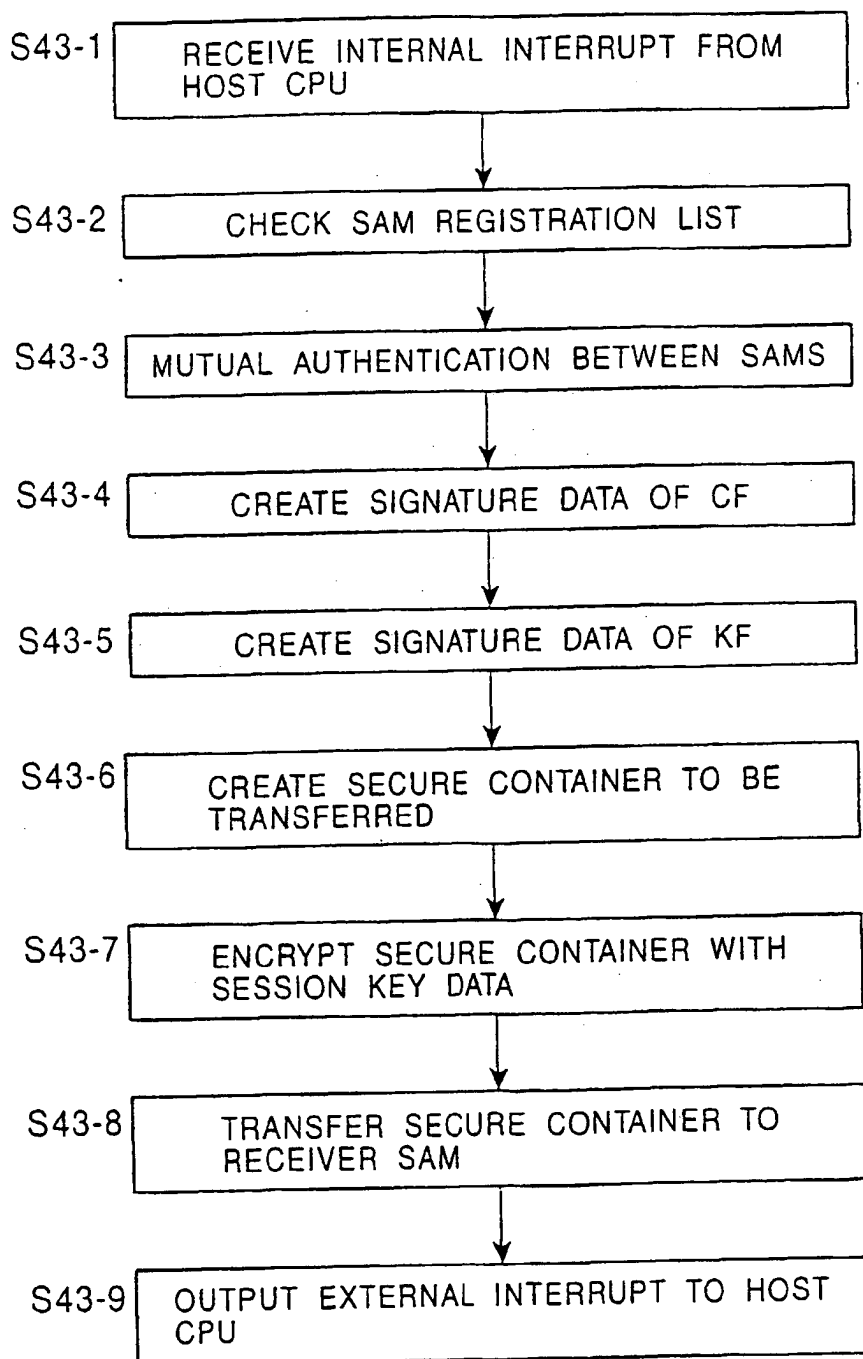 S43-1
RECEIVE INTERNAL INTERRUPT FROM
HOST CPU
S43-2
CHECK SAM REGISTRATION LIST
S43-3
MUTUAL AUTHENTICATION BETWEEN SAMS
S43-4
CREATE SIGNATURE DATA OF CF
S43-5
CREATE SIGNATURE DATA OF KF
S43-6
CREATE SECURE CONTAINER TO BE
TRANSFERRED
S43-7
ENCRYPT SECURE CONTAINER WITH
SESSION KEY DATA
S43-8
TRANSFER SECURE CONTAINER TO
RECEIVER SAM
S43-9
OUTPUT EXTERNAL INTERRUPT TO HOST
CPU